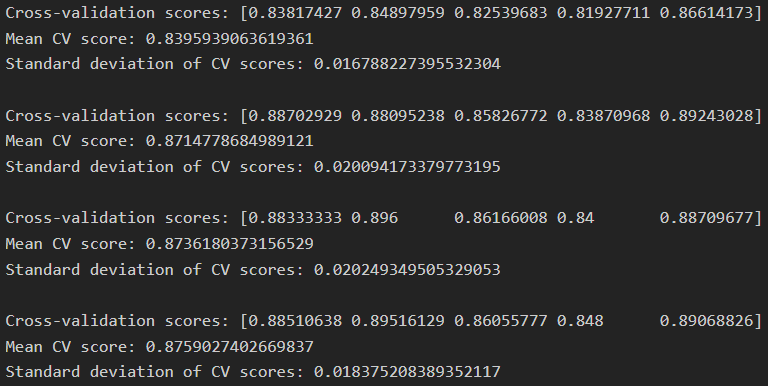 Cross-validation scores: [0.83817427 0.84897959 0.82539683 0.81927711 0.86614173]
Mean CV score: 0.8395939063619361
Standard deviation of CV scores: 0.016788227395532304

Cross-validation scores: [0.88702929 0.88095238 0.85826772 0.83870968 0.89243028]
Mean CV score: 0.8714778684989121
Standard deviation of CV scores: 0.020094173379773195

Cross-validation scores: [0.88333333 0.896      0.86166008 0.84       0.88709677]
Mean CV score: 0.8736180373156529
Standard deviation of CV scores: 0.020249349505329053

Cross-validation scores: [0.88510638 0.89516129 0.86055777 0.848      0.89068826]
Mean CV score: 0.8759027402669837
Standard deviation of CV scores: 0.018375208389352117